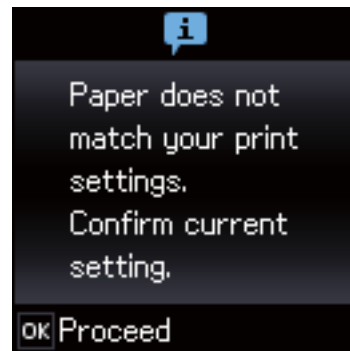 i
Paper does not
match your print
settings.
Confirm current
setting.
OK Proceed